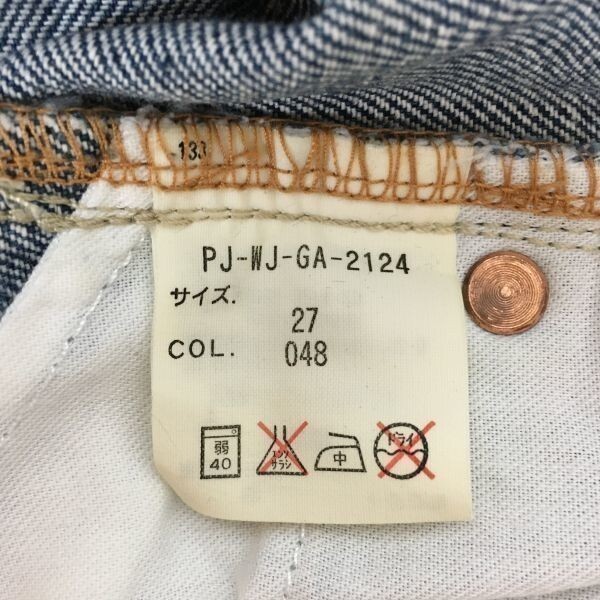 133
PJ-WJ-GA-2124
サイズ.
27
COL. 048
弱 エンソ 中 ドライ
40 サラシ